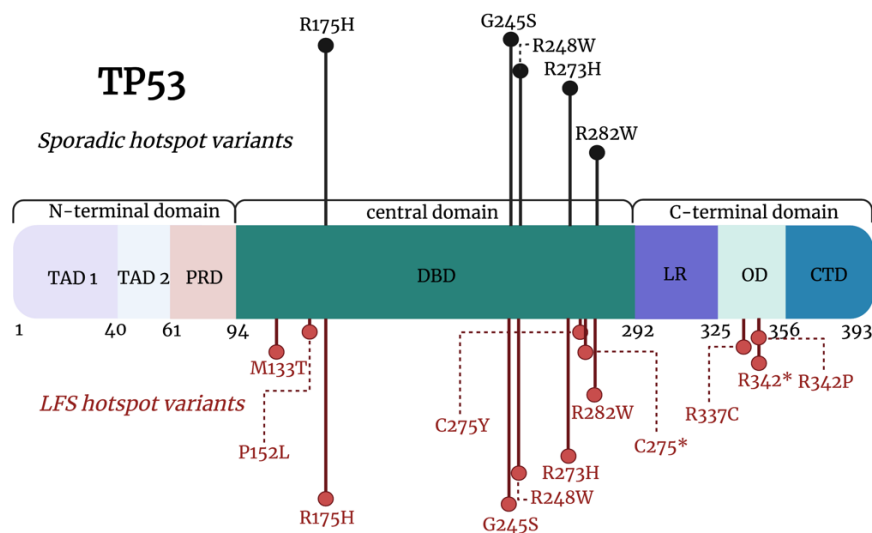 R175H
G245S
R248W
TP53
R273H
Sporadic hotspot variants
R282W
N-terminal domain
central domain
C-terminal domain
TAD 1
TAD 2
PRD
DBD
LR
OD
CTD
1
40
61
94
292
325
356
393
M133T
R342*
R342P
LFS hotspot variants
R282W
R337C
C275Y
P152L
C275*
R273H
R248W
R175H
G245S